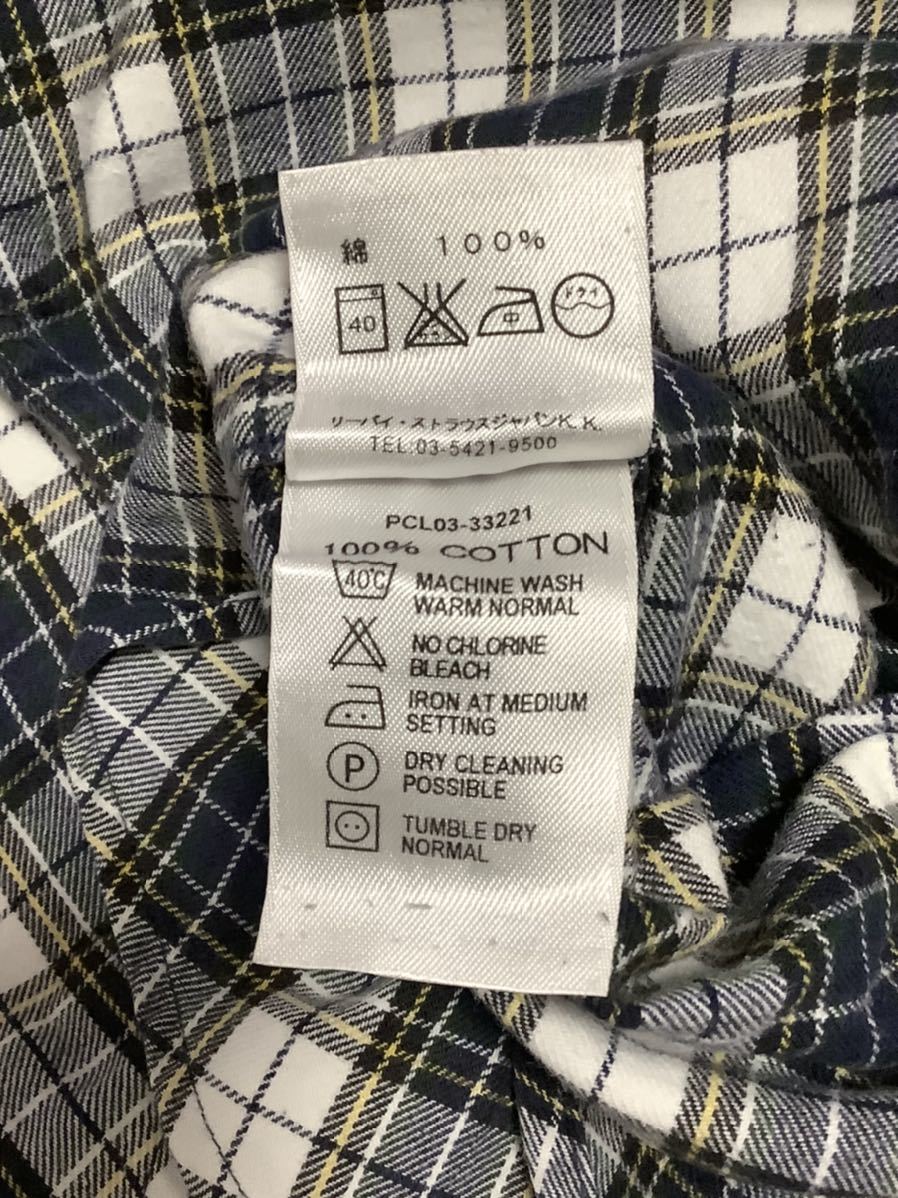 綿 100%
40 中 ドライ
リーバイ・ストラウスジャパンK.K.
TEL:03-5421-9500
PCL03-33221
100% COTTON
40°C MACHINE WASH
WARM NORMAL
NO CHLORINE
BLEACH
IRON AT MEDIUM
SETTING
P DRY CLEANING
POSSIBLE
TUMBLE DRY
NORMAL